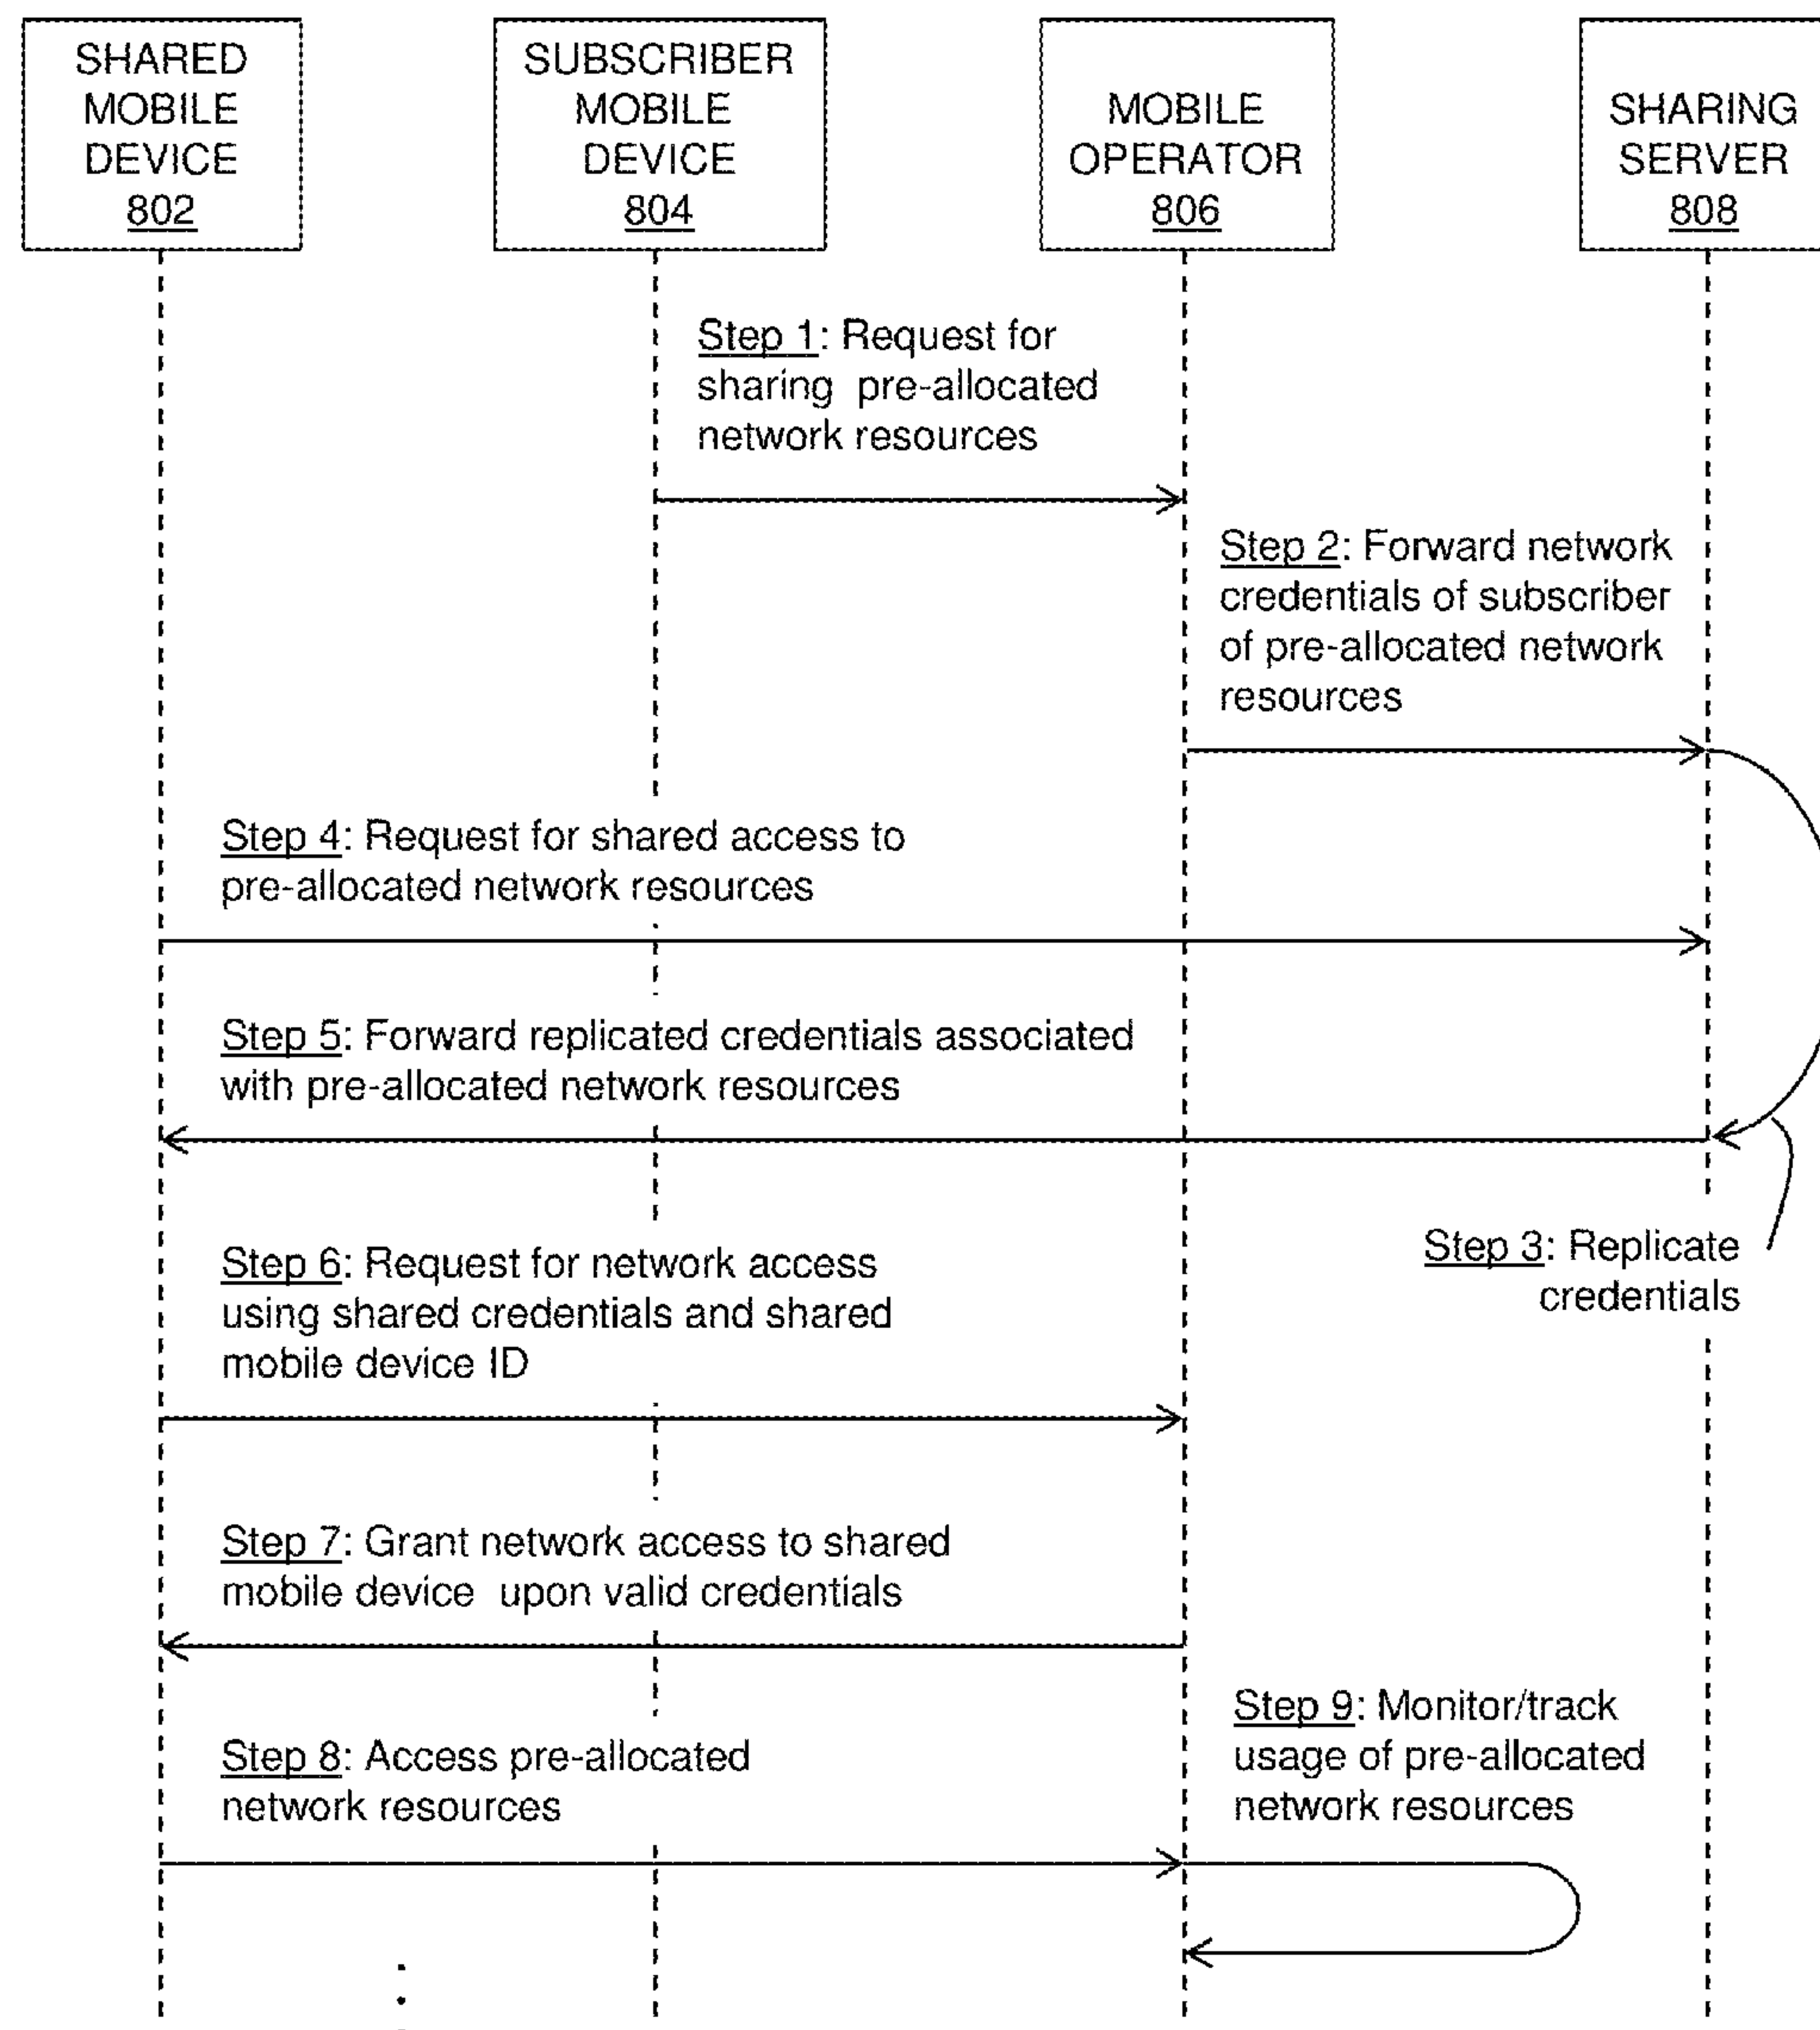 SHARED
MOBILE
DEVICE
802
SUBSCRIBER
MOBILE
DEVICE
804
MOBILE
OPERATOR
806
SHARING
SERVER
808
Step 1: Request for
sharing pre-allocated
network resources
Step 2: Forward network
credentials of subscriber
of pre-allocated network
resources
Step 4: Request for shared access to
pre-allocated network resources
Step 5: Forward replicated credentials associated
with pre-allocated network resources
Step 3: Replicate
credentials
Step 6: Request for network access
using shared credentials and shared
mobile device ID
Step 7: Grant network access to shared
mobile device upon valid credentials
Step 9: Monitor/track
usage of pre-allocated
network resources
Step 8: Access pre-allocated
network resources